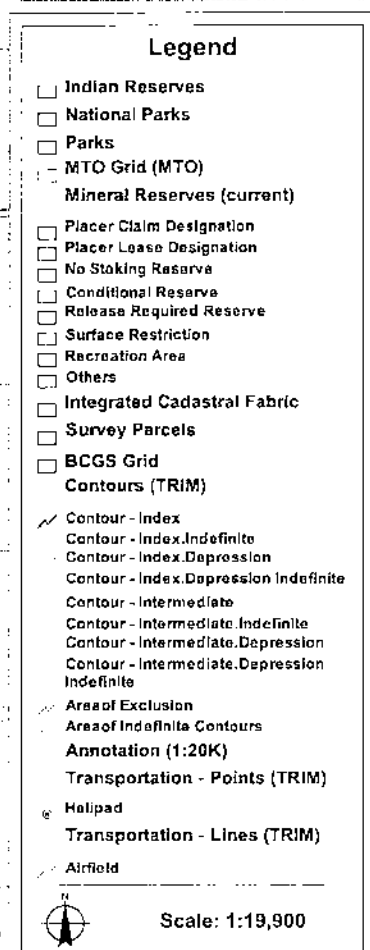 Legend
Indian Reserves
National Parks
Parks
MTO Grid (MTO)
Mineral Reserves (current)
Placer Claim Designation
Placer Lease Designation
No Staking Reserve
Conditional Reserve
Release Required Reserve
Surface Restriction
Recreation Area
Others
Integrated Cadastral Fabric
Survey Parcels
BCGS Grid
Contours (TRIM)
Contour - Index
Contour - Index.Indefinite
Contour - Index.Depression
Contour - Index.Depression Indefinite
Contour - Intermediate
Contour - Intermediate.Indefinite
Contour - Intermediate.Depression
Contour - Intermediate.Depression
Indefinite
Areaof Exclusion
Areaof Indefinite Contours
Annotation (1:20K)
Transportation - Points (TRIM)
Helipad
Transportation - Lines (TRIM)
Airfield
N
Scale: 1:19,900